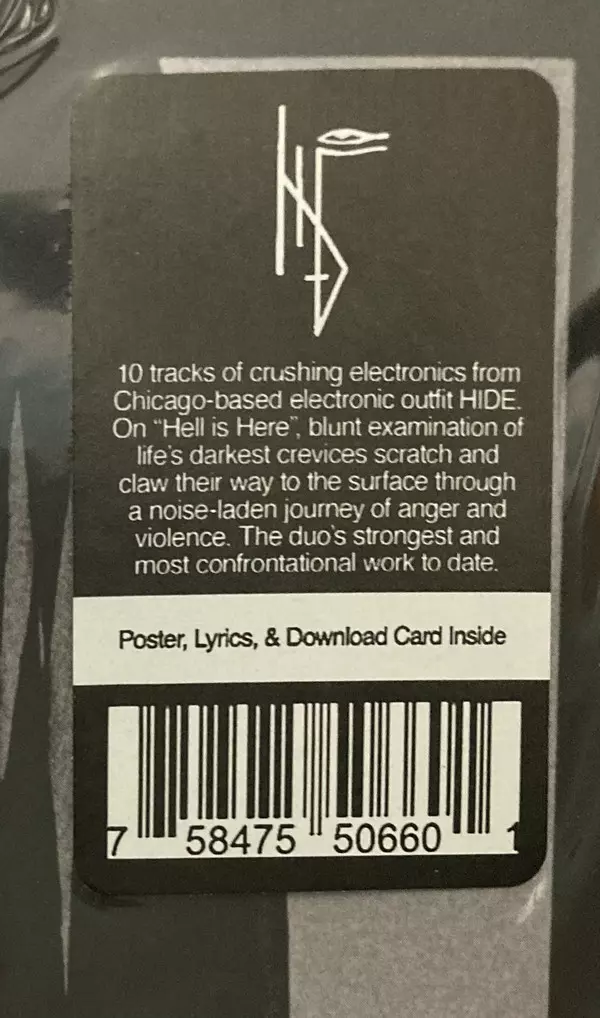 10 tracks of crushing electronics from
Chicago-based electronic outfit HIDE.
On “Hell is Here”, blunt examination of
life's darkest crevices scratch and
claw their way to the surface through
a noise-laden journey of anger and
violence. The duo's strongest and
most confrontational work to date.
Poster, Lyrics, & Download Card Inside
7 58475 50660 1